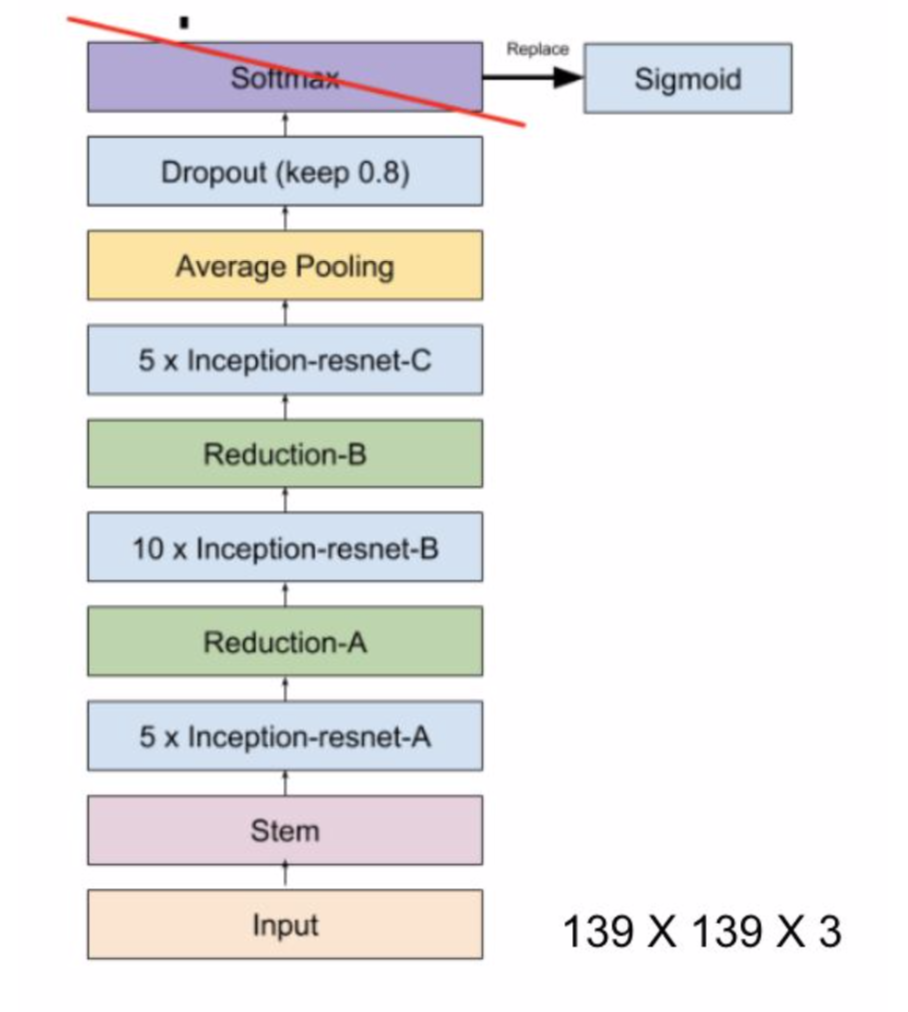 Softmax
Replace
Sigmoid
Dropout (keep 0.8)
Average Pooling
5 x Inception-resnet-C
Reduction-B
10 x Inception-resnet-B
Reduction-A
5 x Inception-resnet-A
Stem
Input
139 X 139 X 3